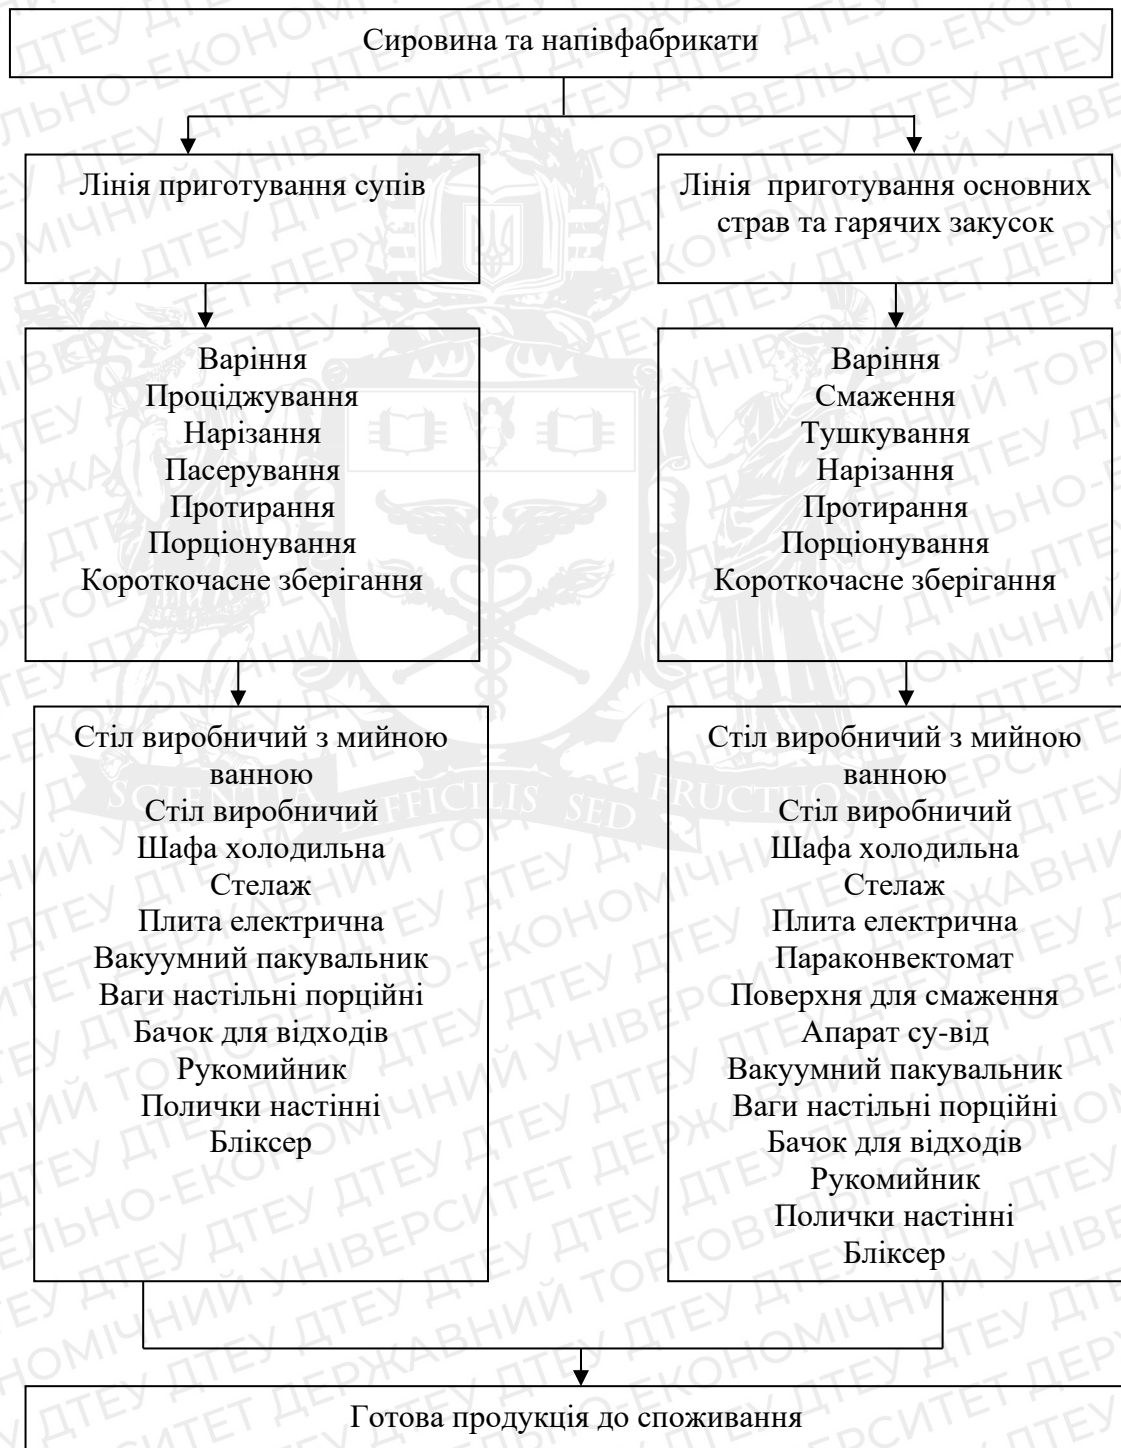 Сировина та напівфабрикати
Лінія приготування супів
Лінія приготування основних
страв та гарячих закусок
Варіння
Проціджування
Нарізання
Пасерування
Протирання
Порціонування
Короткочасне зберігання
Варіння
Смаження
Тушкування
Нарізання
Протирання
Порціонування
Короткочасне зберігання
Стіл виробничий з мийною
ванною
Стіл виробничий
Шафа холодильна
Стелаж
Плита електрична
Вакуумний пакувальник
Ваги настільні порційні
Бачок для відходів
Рукомийник
Полички настінні
Бліксер
Стіл виробничий з мийною
ванною
Стіл виробничий
Шафа холодильна
Стелаж
Плита електрична
Параконвектомат
Поверхня для смаження
Апарат су-від
Вакуумний пакувальник
Ваги настільні порційні
Бачок для відходів
Рукомийник
Полички настінні
Бліксер
Готова продукція до споживання